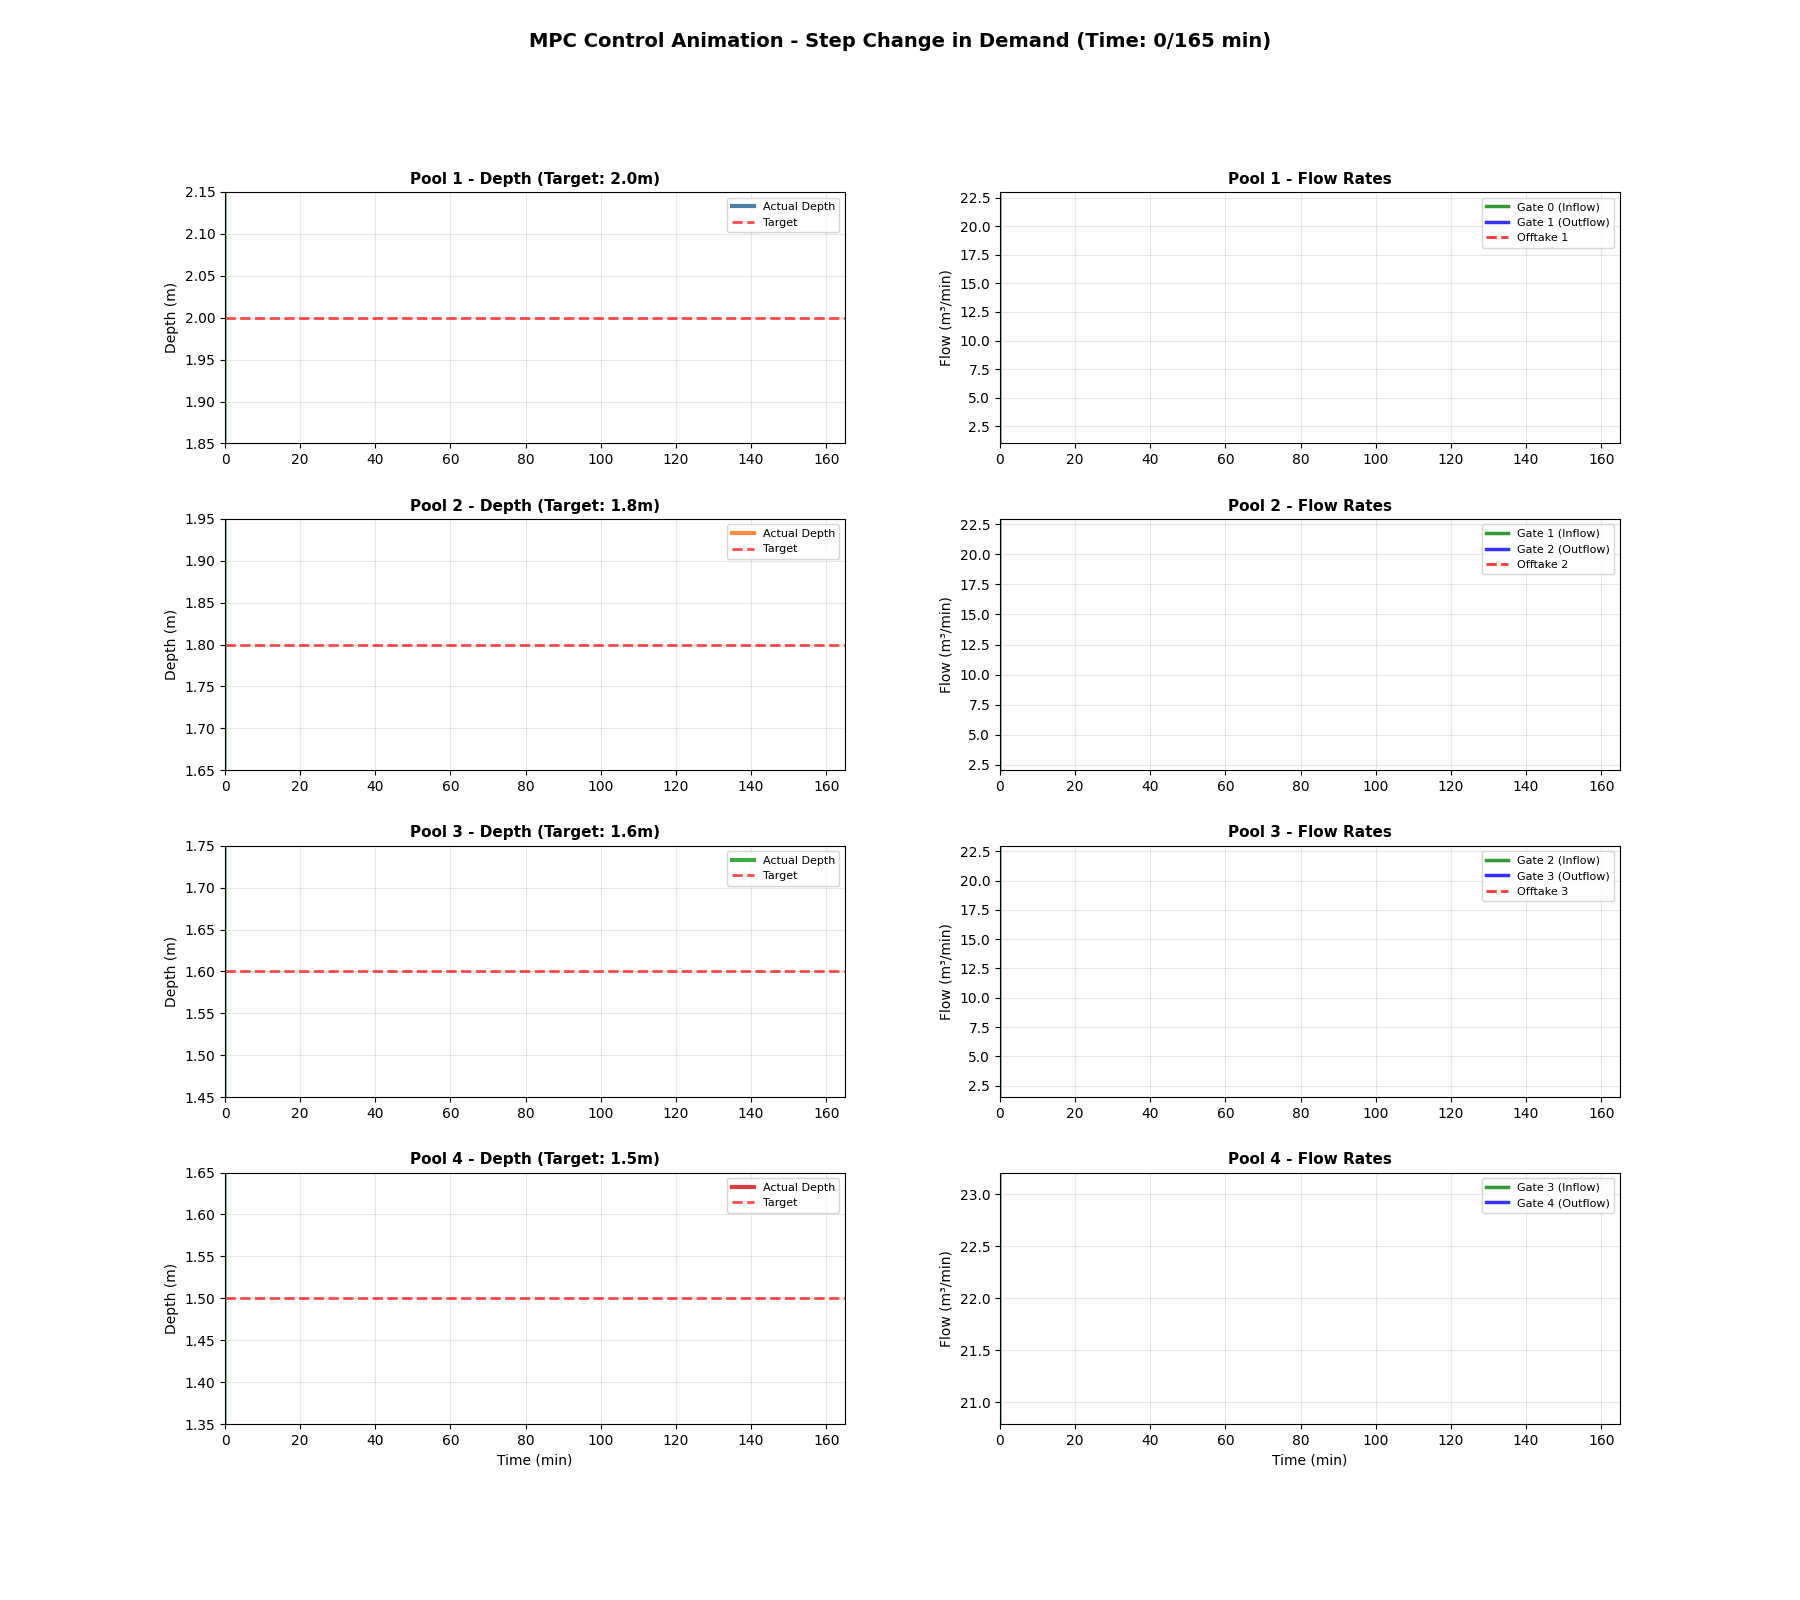 MPC Control Animation - Step Change in Demand (Time: 0/165 min)
Pool 1 - Depth (Target: 2.0m)
Depth (m)
2.15
2.10
2.05
2.00
1.95
1.90
1.85
0 20 40 60 80 100 120 140 160
Actual Depth
Target
Pool 1 - Flow Rates
Flow (m³/min)
22.5
20.0
17.5
15.0
12.5
10.0
7.5
5.0
2.5
0 20 40 60 80 100 120 140 160
Gate 0 (Inflow)
Gate 1 (Outflow)
Offtake 1
Pool 2 - Depth (Target: 1.8m)
Depth (m)
1.95
1.90
1.85
1.80
1.75
1.70
1.65
0 20 40 60 80 100 120 140 160
Actual Depth
Target
Pool 2 - Flow Rates
Flow (m³/min)
22.5
20.0
17.5
15.0
12.5
10.0
7.5
5.0
2.5
0 20 40 60 80 100 120 140 160
Gate 1 (Inflow)
Gate 2 (Outflow)
Offtake 2
Pool 3 - Depth (Target: 1.6m)
Depth (m)
1.75
1.70
1.65
1.60
1.55
1.50
1.45
0 20 40 60 80 100 120 140 160
Actual Depth
Target
Pool 3 - Flow Rates
Flow (m³/min)
22.5
20.0
17.5
15.0
12.5
10.0
7.5
5.0
2.5
0 20 40 60 80 100 120 140 160
Gate 2 (Inflow)
Gate 3 (Outflow)
Offtake 3
Pool 4 - Depth (Target: 1.5m)
Depth (m)
1.65
1.60
1.55
1.50
1.45
1.40
1.35
0 20 40 60 80 100 120 140 160
Time (min)
Actual Depth
Target
Pool 4 - Flow Rates
Flow (m³/min)
23.0
22.5
22.0
21.5
21.0
0 20 40 60 80 100 120 140 160
Time (min)
Gate 3 (Inflow)
Gate 4 (Outflow)